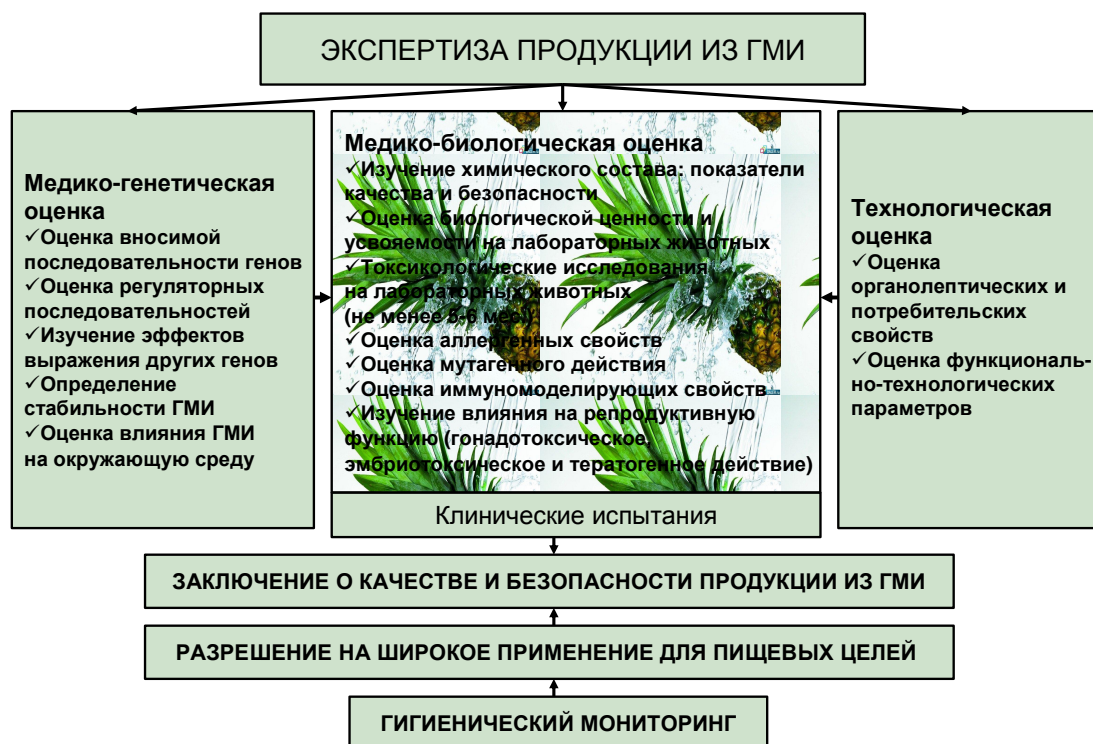 ЭКСПЕРТИЗА ПРОДУКЦИИ ИЗ ГМИ
Медико-генетическая
оценка
✓Оценка вносимой
последовательности генов
✓Оценка регуляторных
последовательностей
✓Изучение эффектов
выражения других генов
✓Определение
стабильности ГМИ
✓Оценка влияния ГМИ
на окружающую среду
Медико-биологическая оценка
✓Изучение химического состава: показатели
качества и безопасности
✓Оценка биологической ценности и
усвояемости на лабораторных животных
✓Токсикологические исследования
на лабораторных животных
(не менее 5-6 мес.)
✓Оценка аллергенных свойств
✓Оценка мутагенного действия
✓Оценка иммуномоделирующих свойств
✓Изучение влияния на репродуктивную
функцию (гонадотоксическое,
эмбриотоксическое и тератогенное действие)
Клинические испытания
Технологическая
оценка
✓Оценка
органолептических и
потребительских
свойств
✓Оценка функциональ-
но-технологических
параметров
ЗАКЛЮЧЕНИЕ О КАЧЕСТВЕ И БЕЗОПАСНОСТИ ПРОДУКЦИИ ИЗ ГМИ
РАЗРЕШЕНИЕ НА ШИРОКОЕ ПРИМЕНЕНИЕ ДЛЯ ПИЩЕВЫХ ЦЕЛЕЙ
ГИГИЕНИЧЕСКИЙ МОНИТОРИНГ